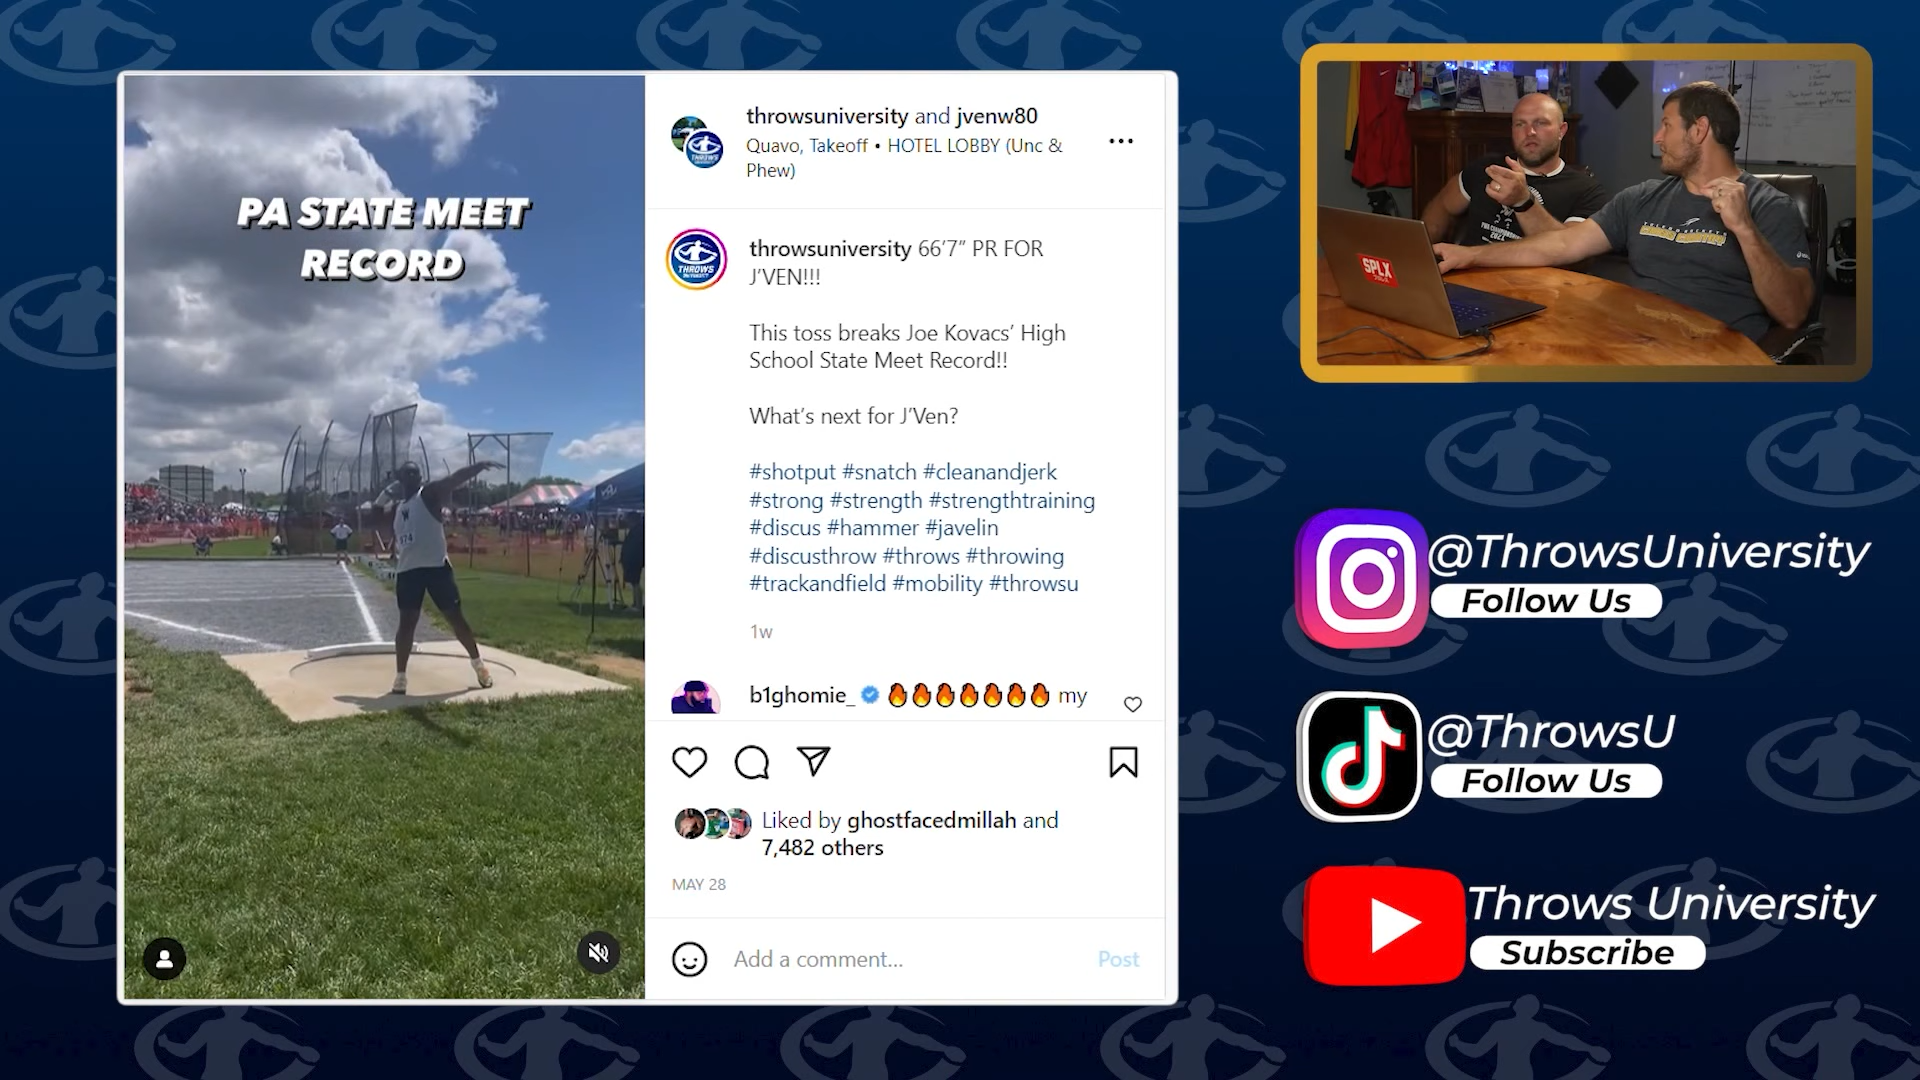 PA STATE MEET
RECORD
throwsuniversity and jvenw80
Quavo, Takeoff • HOTEL LOBBY (Unc &
Phew)
throwsuniversity 66’7” PR FOR
J’VEN!!!
This toss breaks Joe Kovacs’ High
School State Meet Record!!
What’s next for J’Ven?
#shotput #snatch #cleanandjerk
#strong #strength #strengthtraining
#discus #hammer #javelin
#discusthrow #throws #throwing
#trackandfield #mobility #throwsu
1w
b1ghomie_ 🔥🔥🔥🔥🔥🔥🔥 my
Liked by ghostfacedmillah and
7,482 others
MAY 28
Add a comment... Post
THROWS
SPLX
@ThrowsUniversity
Follow Us
@ThrowsU
Follow Us
Throws University
Subscribe